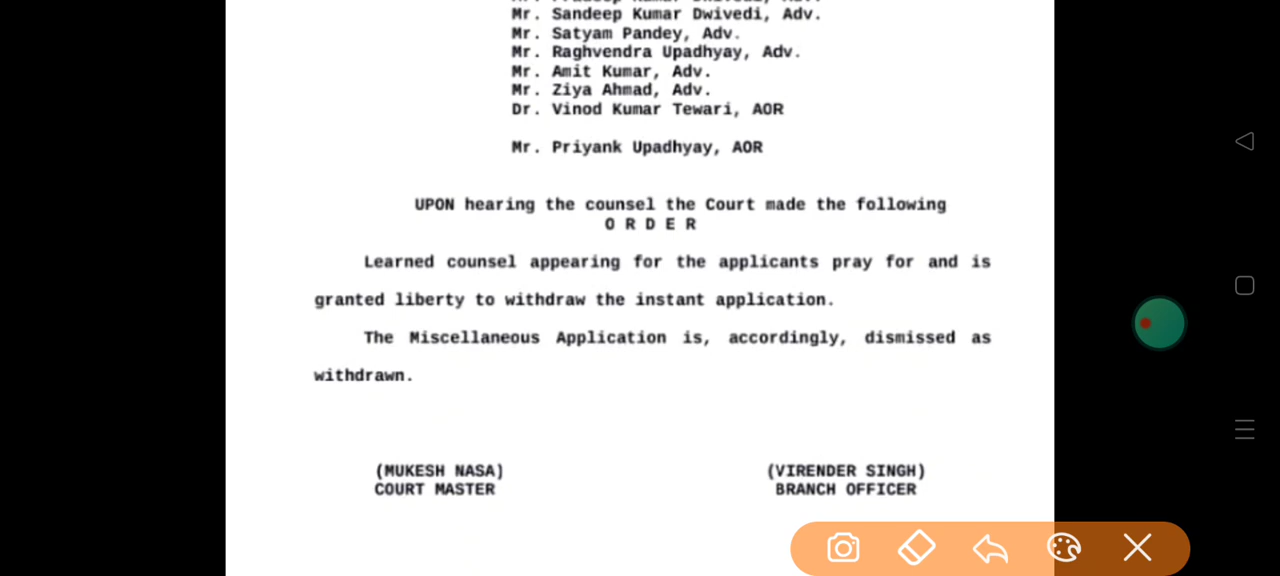 Mr. Sandeep Kumar Dwivedi, Adv.
Mr. Satyam Pandey, Adv.
Mr. Raghvendra Upadhyay, Adv.
Mr. Amit Kumar, Adv.
Mr. Ziya Ahmad, Adv.
Dr. Vinod Kumar Tewari, AOR
Mr. Priyank Upadhyay, AOR
UPON hearing the counsel the Court made the following
O R D E R
Learned counsel appearing for the applicants pray for and is
granted liberty to withdraw the instant application.
The Miscellaneous Application is, accordingly, dismissed as
withdrawn.
(MUKESH NASA) (VIRENDER SINGH)
COURT MASTER BRANCH OFFICER